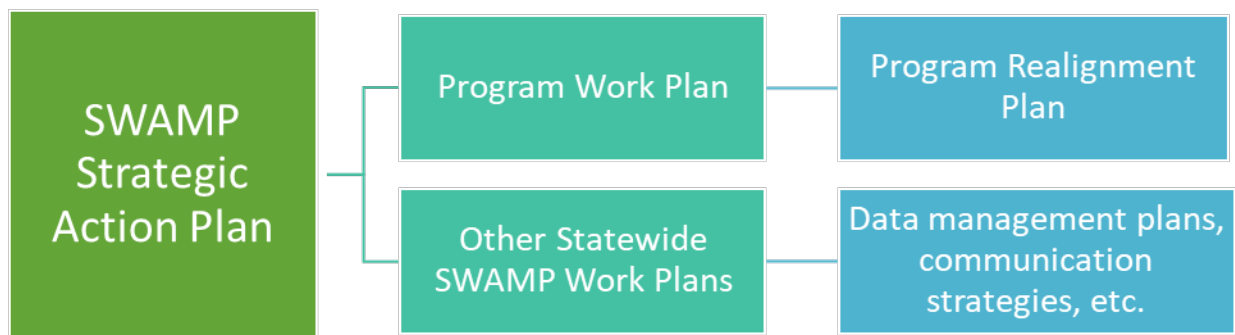 SWAMP
Strategic
Action Plan
Program Work Plan
Program Realignment
Plan
Other Statewide
SWAMP Work Plans
Data management plans,
communication
strategies, etc.